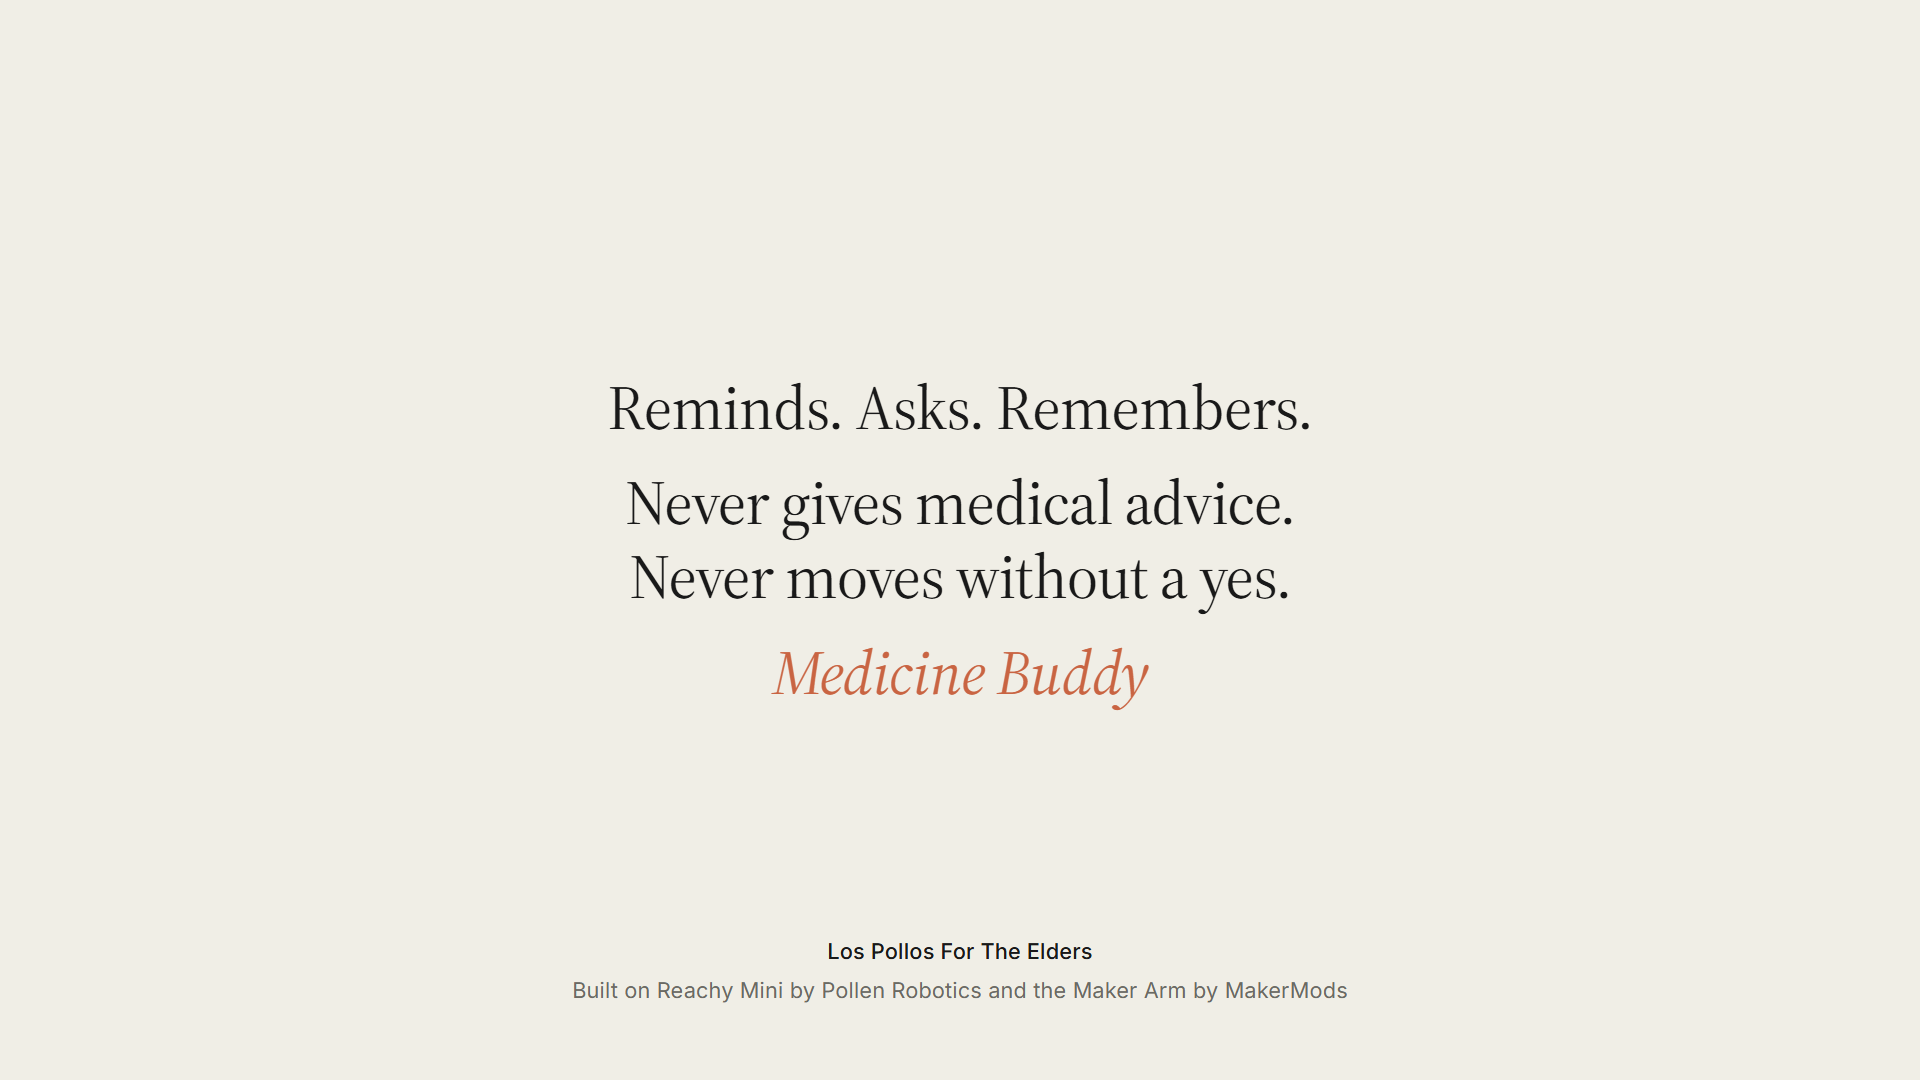 Reminds. Asks. Remembers.
Never gives medical advice.
Never moves without a yes.
Medicine Buddy
Los Pollos For The Elders
Built on Reachy Mini by Pollen Robotics and the Maker Arm by MakerMods